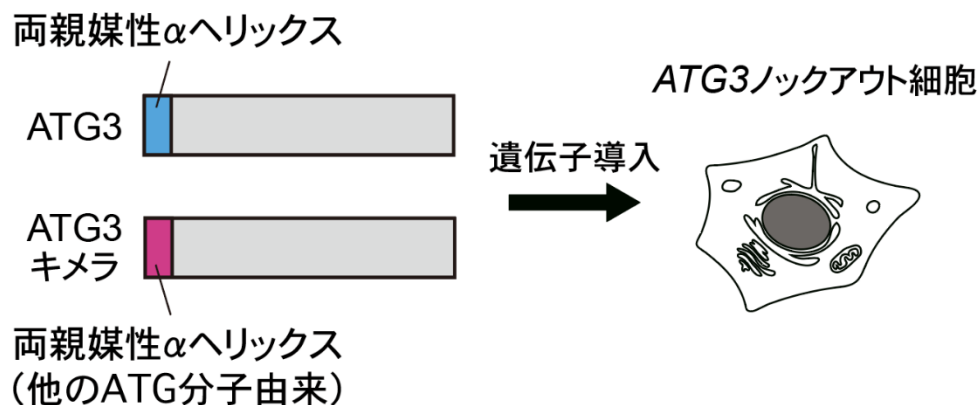 両親媒性αヘリックス
ATG3
ATG3
キメラ
両親媒性αヘリックス
（他のATG分子由来）
遺伝子導入
ATG3ノックアウト細胞